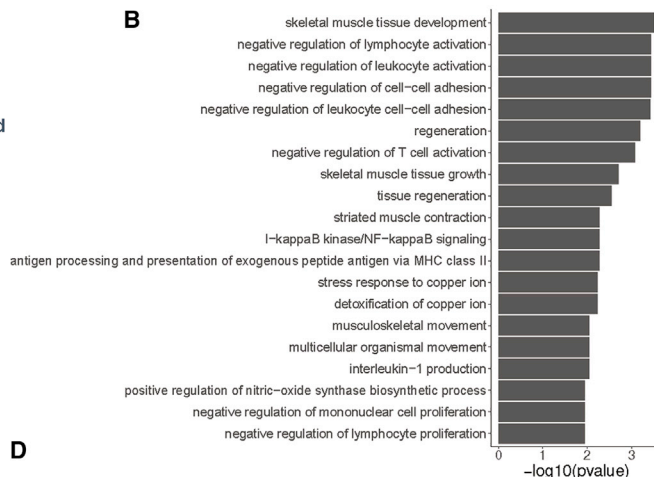 B
skeletal muscle tissue development
negative regulation of lymphocyte activation
negative regulation of leukocyte activation
negative regulation of cell−cell adhesion
negative regulation of leukocyte cell−cell adhesion
d
regeneration
negative regulation of T cell activation
skeletal muscle tissue growth
tissue regeneration
striated muscle contraction
I−kappaB kinase/NF−kappaB signaling
antigen processing and presentation of exogenous peptide antigen via MHC class II
stress response to copper ion
detoxification of copper ion
musculoskeletal movement
multicellular organismal movement
interleukin−1 production
positive regulation of nitric−oxide synthase biosynthetic process
negative regulation of mononuclear cell proliferation
negative regulation of lymphocyte proliferation
D
0 1 2 3
−log10(pvalue)